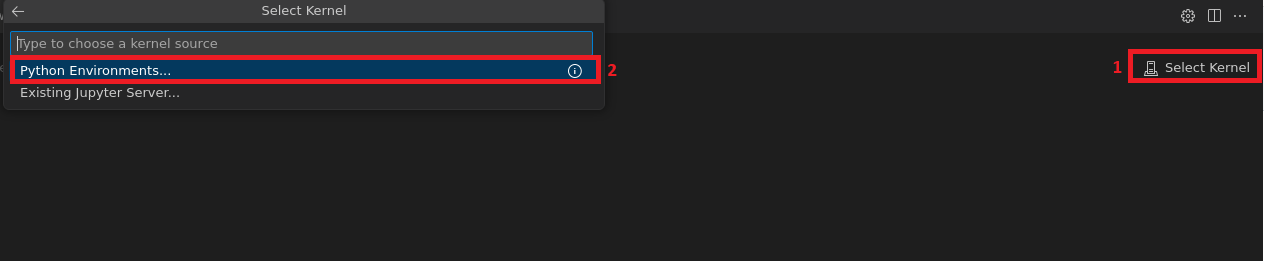 Select Kernel
Type to choose a kernel source
Python Environments...
2
Existing Jupyter Server...
1
Select Kernel